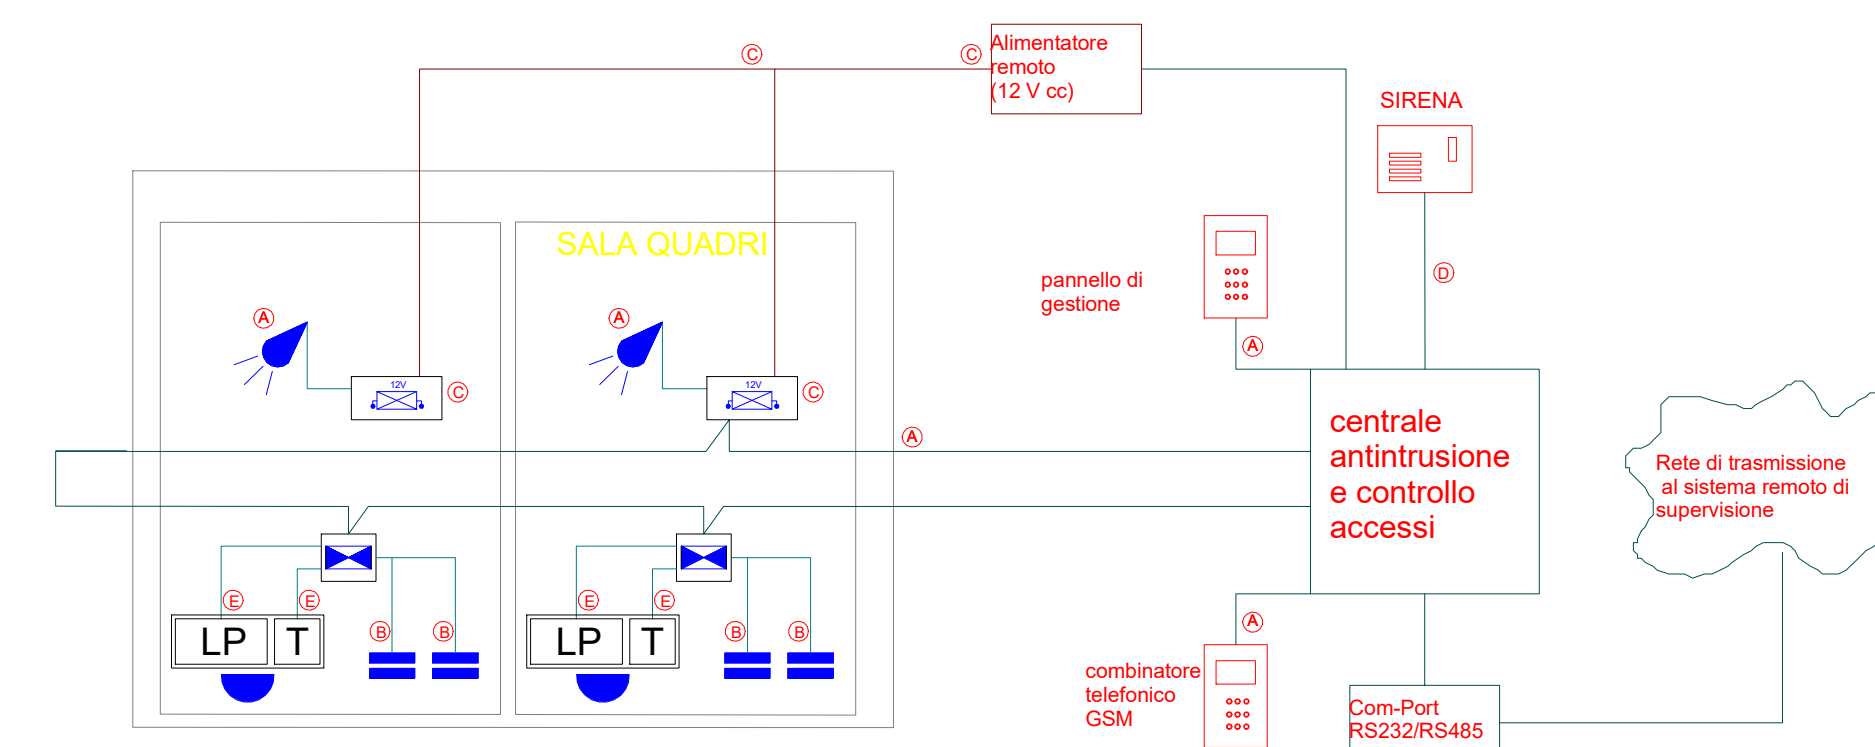 C
C
Alimentatore
remoto
(12 V cc)
SIRENA
SALA QUADRI
D
pannello di
gestione
A
A
A
12V
C
12V
C
A
centrale
antintrusione
e controllo
accessi
Rete di trasmissione
al sistema remoto di
supervisione
E
E
B
B
LP
T
E
E
B
B
LP
T
A
combinatore
telefonico
GSM
Com-Port
RS232/RS485